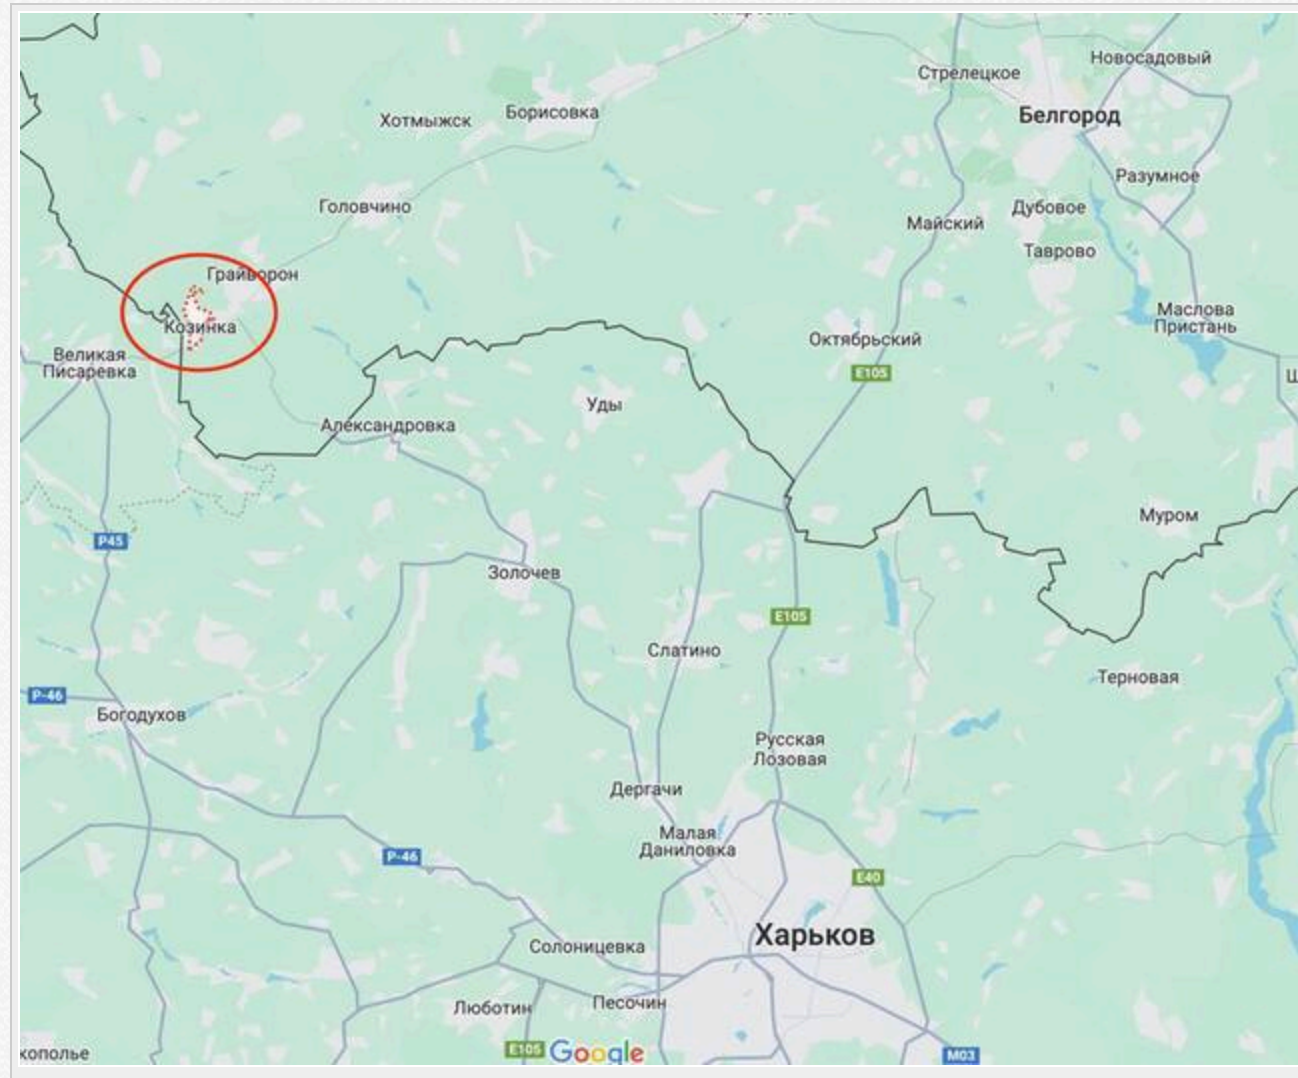 Новосадовый
Стрелецкое
Белгород
Борисовка
Хотмыжск
Разумное
Головчино
Дубовое
Майский
Таврово
Грайворон
Маслова
Пристань
Козинка
Октябрьский
Великая
Писаревка
E105
Уды
Александровка
Муром
P45
Золочев
E105
Слатино
Терновая
P-46
Богодухов
Русская
Лозовая
Дергачи
Малая
Даниловка
P-46
E40
Харьков
Солоницевка
Песочин
Люботин
E105
Google
кополье
M03